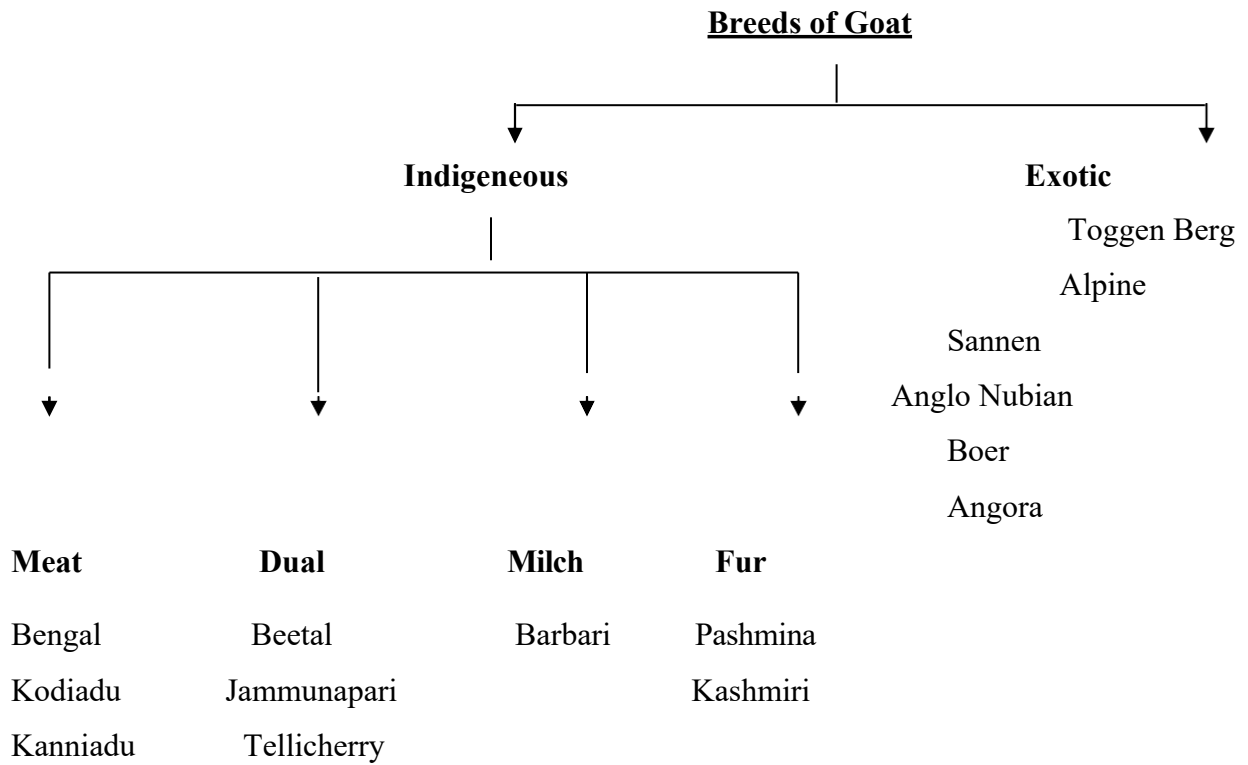 Breeds of Goat
Indigeneous
Exotic
Toggen Berg
Alpine
Sannen
Anglo Nubian
Boer
Angora
Meat Dual Milch Fur
Bengal Beetal Barbari Pashmina
Kodiadu Jammunapari Kashmiri
Kanniadu Tellicherry